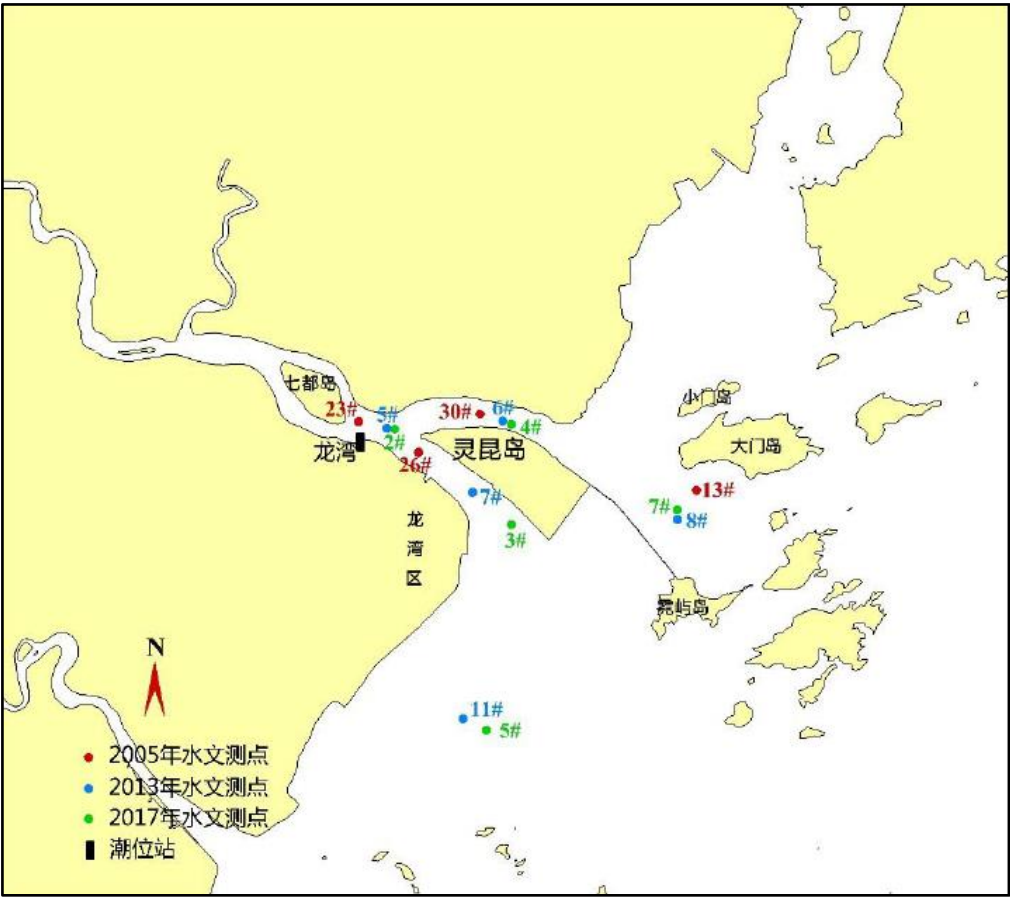 七都岛
小门岛
23#
5#
30#
6#
4#
2#
龙湾
26#
灵昆岛
大门岛
13#
7#
7#
8#
3#
龙
湾
区
霓屿岛
N
11#
5#
2005年水文测点
2013年水文测点
2017年水文测点
潮位站